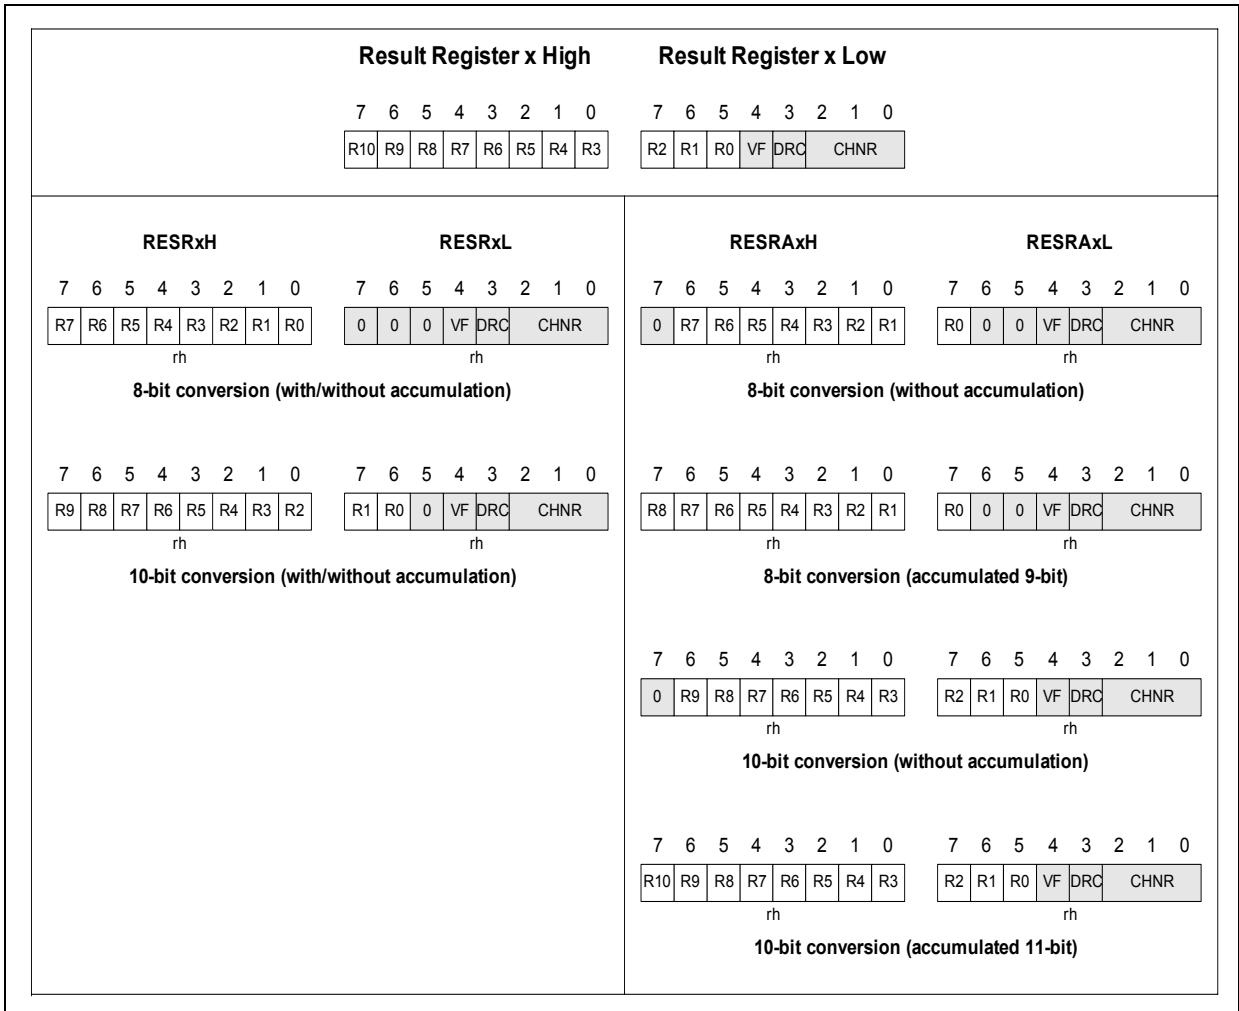 Result Register x High Result Register x Low
7 6 5 4 3 2 1 0 7 6 5 4 3 2 1 0
R10 R9 R8 R7 R6 R5 R4 R3 R2 R1 R0 VF DRC CHNR
RESRxH RESRxL
7 6 5 4 3 2 1 0 7 6 5 4 3 2 1 0
R7 R6 R5 R4 R3 R2 R1 R0 0 0 0 VF DRC CHNR
rh rh
8-bit conversion (with/without accumulation)
7 6 5 4 3 2 1 0 7 6 5 4 3 2 1 0
R9 R8 R7 R6 R5 R4 R3 R2 R1 R0 0 VF DRC CHNR
rh rh
10-bit conversion (with/without accumulation)
RESRAxH RESRAxL
7 6 5 4 3 2 1 0 7 6 5 4 3 2 1 0
0 R7 R6 R5 R4 R3 R2 R1 R0 0 0 VF DRC CHNR
rh rh
8-bit conversion (without accumulation)
7 6 5 4 3 2 1 0 7 6 5 4 3 2 1 0
R8 R7 R6 R5 R4 R3 R2 R1 R0 0 0 VF DRC CHNR
rh rh
8-bit conversion (accumulated 9-bit)
7 6 5 4 3 2 1 0 7 6 5 4 3 2 1 0
0 R9 R8 R7 R6 R5 R4 R3 R2 R1 R0 VF DRC CHNR
rh rh
10-bit conversion (without accumulation)
7 6 5 4 3 2 1 0 7 6 5 4 3 2 1 0
R10 R9 R8 R7 R6 R5 R4 R3 R2 R1 R0 VF DRC CHNR
rh rh
10-bit conversion (accumulated 11-bit)